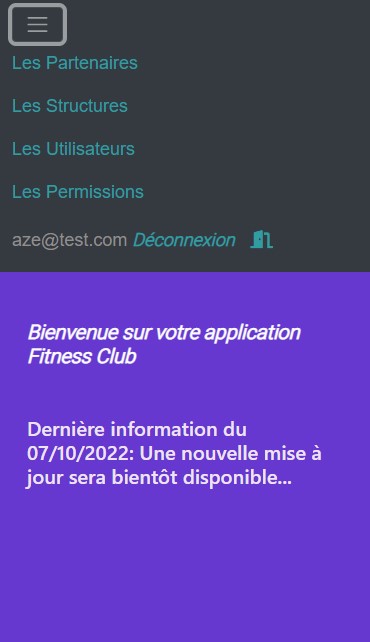 Les Partenaires
Les Structures
Les Utilisateurs
Les Permissions
aze@test.com Déconnexion
Bienvenue sur votre application
Fitness Club
Dernière information du
07/10/2022: Une nouvelle mise à
jour sera bientôt disponible...